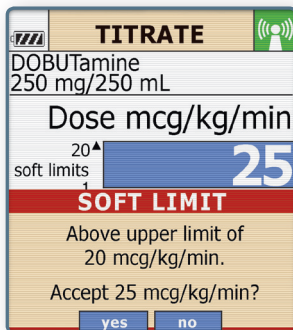 TITRATE
DOBUTamine
250 mg/250 mL
Dose mcg/kg/min
20
soft limits
1
25
SOFT LIMIT
Above upper limit of
20 mcg/kg/min.
Accept 25 mcg/kg/min?
yes no